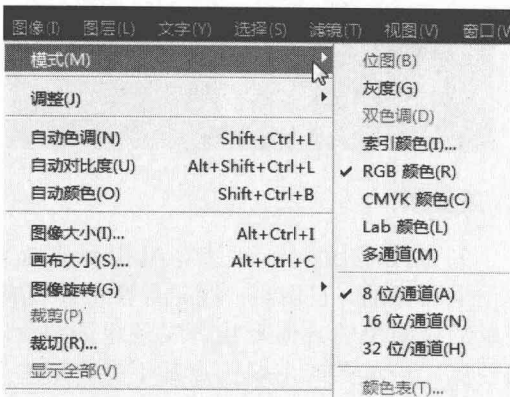 图像(I) 图层(L) 文字(Y) 选择(S) 滤镜(T) 视图(V) 窗口(W
模式(M)
调整(J)
自动色调(N) Shift+Ctrl+L
自动对比度(U) Alt+Shift+Ctrl+L
自动颜色(O) Shift+Ctrl+B
图像大小(I)... Alt+Ctrl+I
画布大小(S)... Alt+Ctrl+C
图像旋转(G)
裁剪(P)
裁切(R)...
显示全部(V)
位图(B)
灰度(G)
双色调(D)
索引颜色(I)...
RGB 颜色(R)
CMYK 颜色(C)
Lab 颜色(L)
多通道(M)
8 位/通道(A)
16 位/通道(N)
32 位/通道(H)
颜色表(T)...